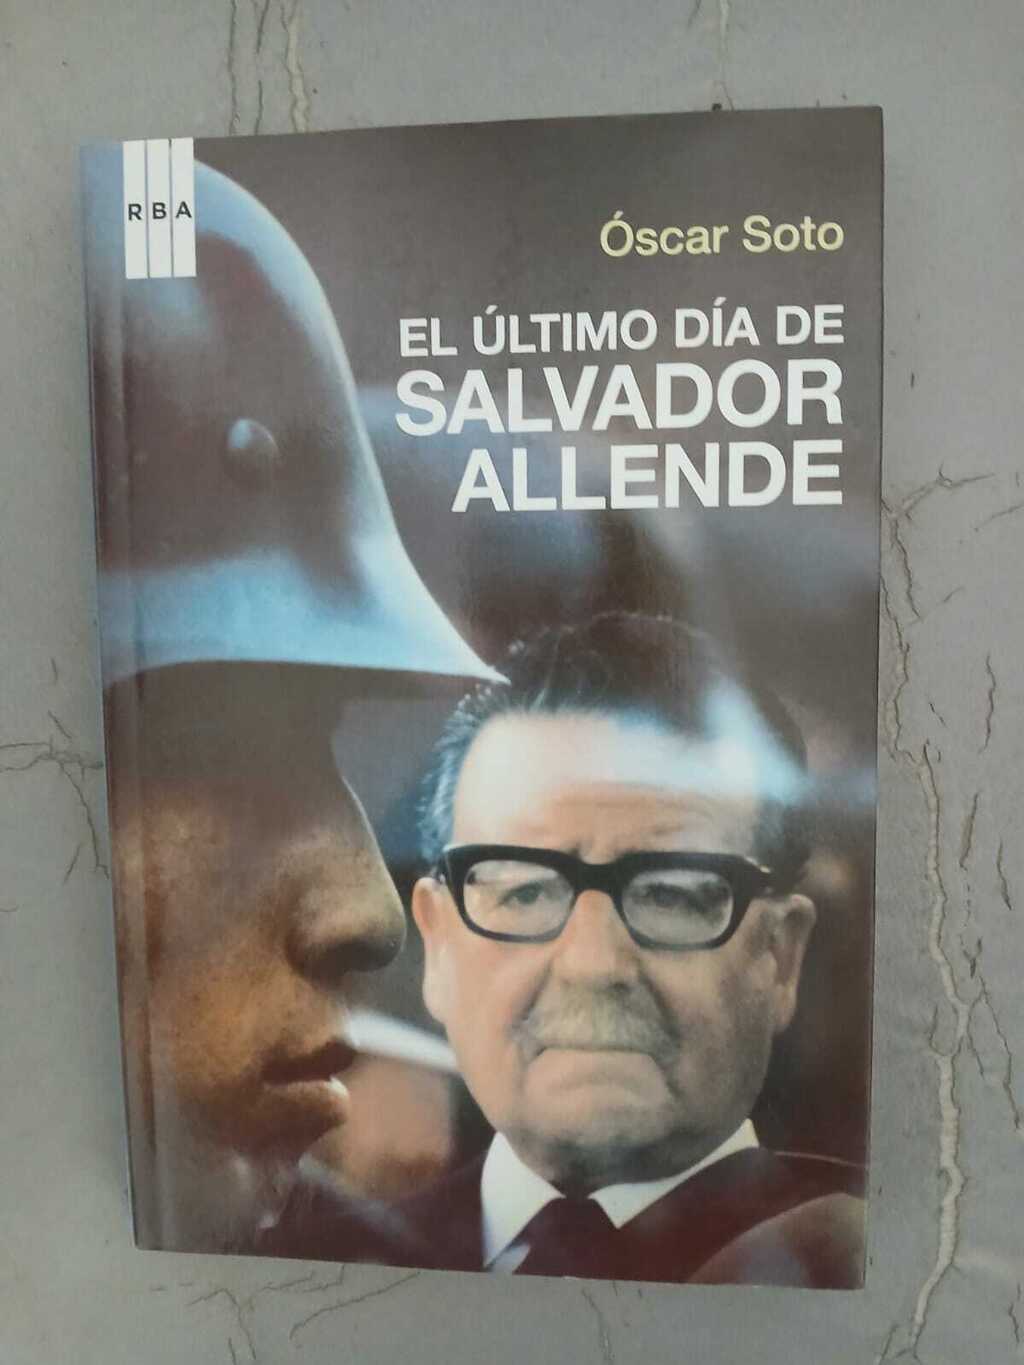 RBA
Óscar Soto
EL ÚLTIMO DÍA DE
SALVADOR
ALLENDE